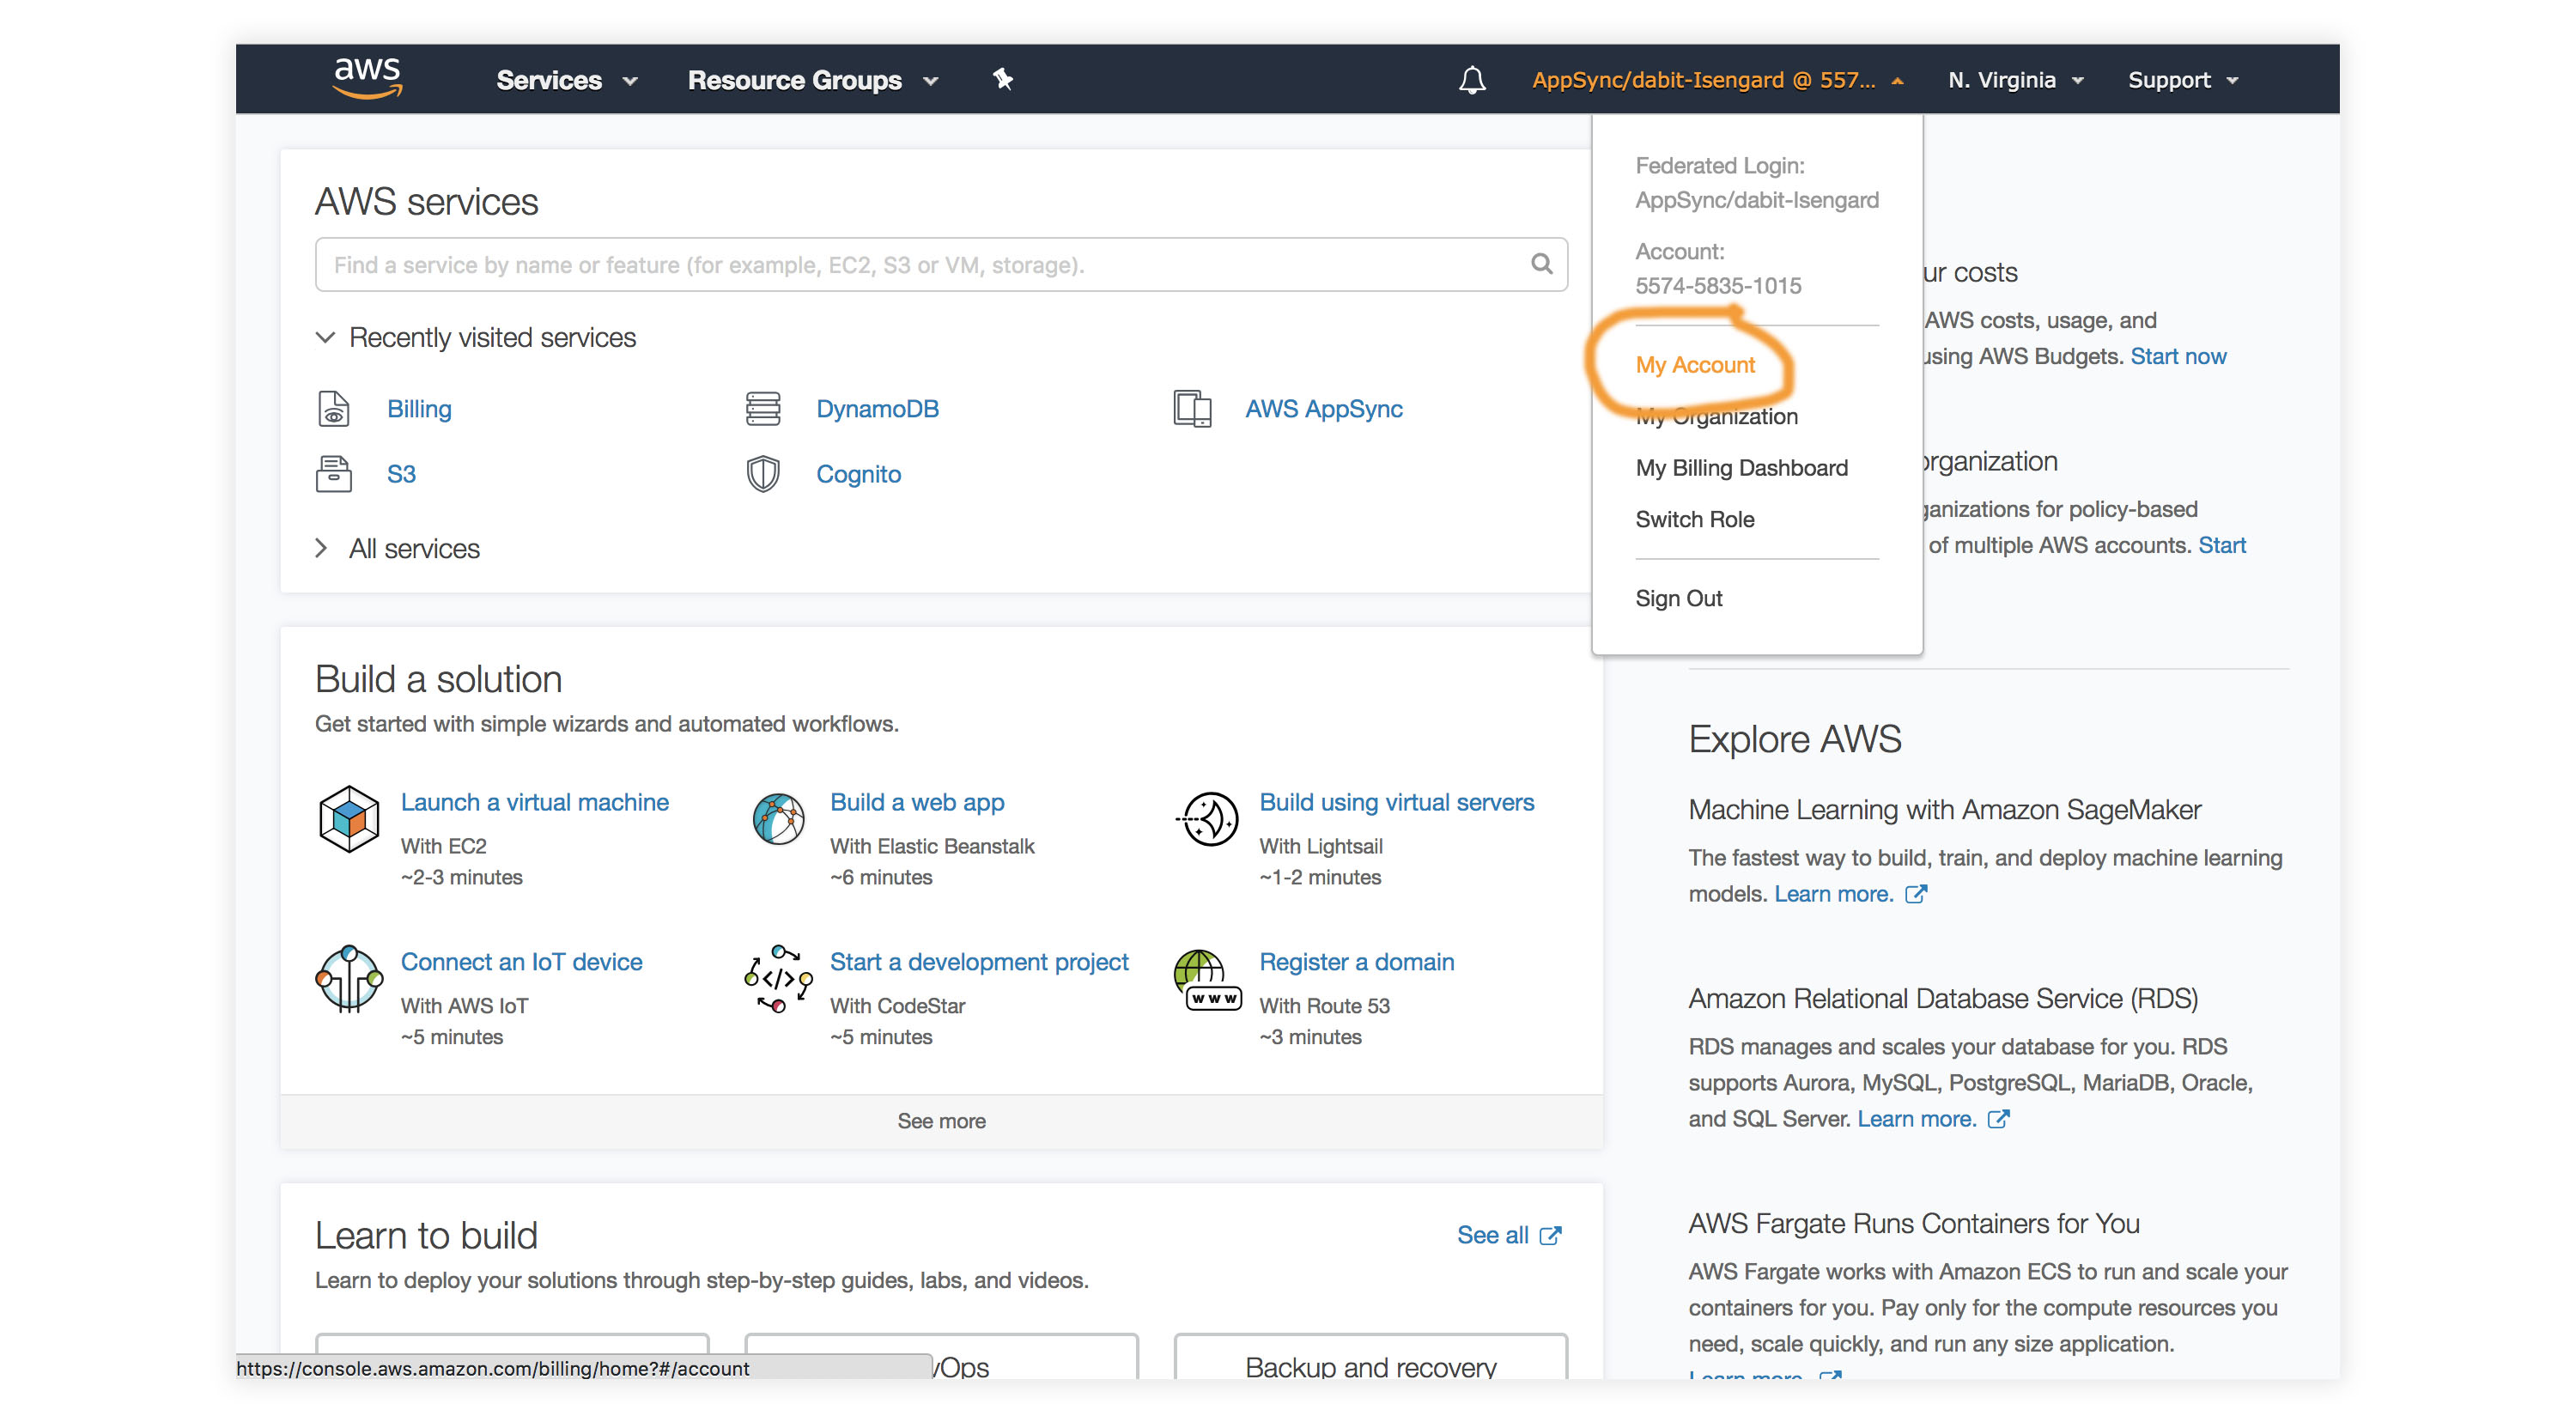 aws
Services
Resource Groups
AppSync/dabit-Isengard @ 557...
N. Virginia
Support
AWS services
Find a service by name or feature (for example, EC2, S3 or VM, storage).
Recently visited services
Billing
DynamoDB
AWS AppSync
S3
Cognito
All services
Federated Login:
AppSync/dabit-Isengard
Account:
5574-5835-1015
My Account
My Organization
My Billing Dashboard
Switch Role
Sign Out
ur costs
AWS costs, usage, and
using AWS Budgets. Start now
organization
ganizations for policy-based
of multiple AWS accounts. Start
Build a solution
Get started with simple wizards and automated workflows.
Launch a virtual machine
With EC2
~2-3 minutes
Build a web app
With Elastic Beanstalk
~6 minutes
Build using virtual servers
With Lightsail
~1-2 minutes
Connect an IoT device
With AWS IoT
~5 minutes
Start a development project
With CodeStar
~5 minutes
Register a domain
With Route 53
~3 minutes
www
See more
Explore AWS
Machine Learning with Amazon SageMaker
The fastest way to build, train, and deploy machine learning
models. Learn more.
Amazon Relational Database Service (RDS)
RDS manages and scales your database for you. RDS
supports Aurora, MySQL, PostgreSQL, MariaDB, Oracle,
and SQL Server. Learn more.
AWS Fargate Runs Containers for You
AWS Fargate works with Amazon ECS to run and scale your
containers for you. Pay only for the compute resources you
need, scale quickly, and run any size application.
Learn more.
Learn to build
See all
Learn to deploy your solutions through step-by-step guides, labs, and videos.
vOps
Backup and recovery
https://console.aws.amazon.com/billing/home?#/account